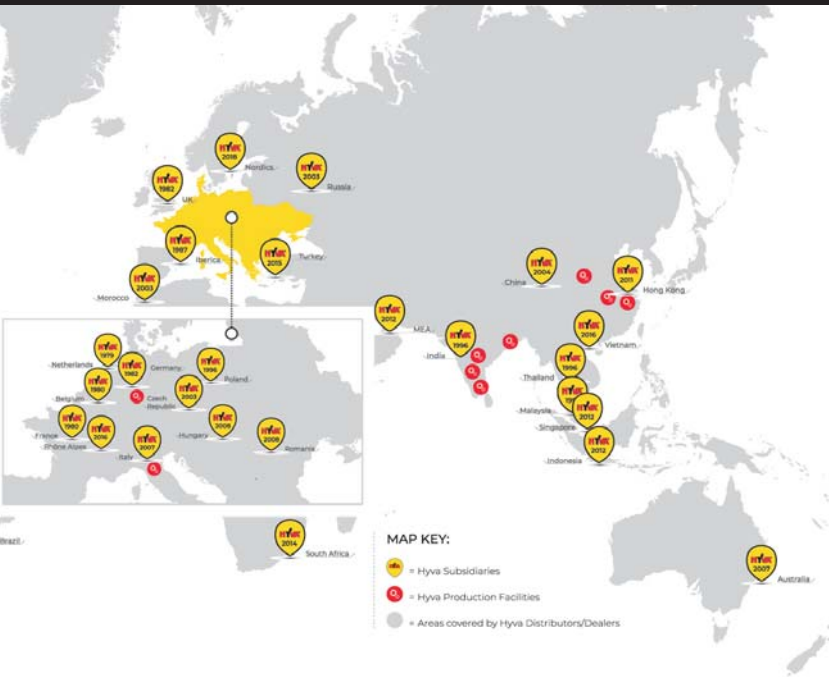 HYVA
2018
Nordics
HYVA
2003
Russia
HYVA
1982
UK
HYVA
1997
Iberica
HYVA
2015
Turkey
HYVA
2003
Morocco
HYVA
2004
China
HYVA
2011
Hong Kong
HYVA
2012
MEA
HYVA
1996
India
HYVA
2016
Vietnam
HYVA
1996
Thailand
Malaysia
HYVA
2012
Singapore
HYVA
2012
Indonesia
HYVA
1979
Netherlands
HYVA
1982
Germany
HYVA
1996
Poland
HYVA
1980
Belgium
HYVA
2003
Czech
Republic
HYVA
1992
France
HYVA
2016
Rhône Alpes
HYVA
2007
Italy
HYVA
2008
Hungary
HYVA
2008
Romania
Brazil
HYVA
2014
South Africa
HYVA
2007
Australia
MAP KEY:
= Hyva Subsidiaries
= Hyva Production Facilities
= Areas covered by Hyva Distributors/Dealers